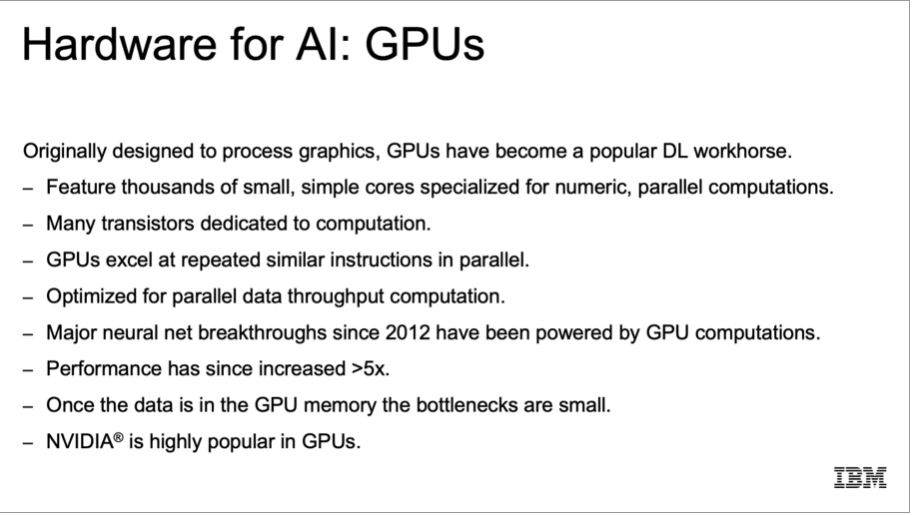 Hardware for AI: GPUs
Originally designed to process graphics, GPUs have become a popular DL workhorse.
– Feature thousands of small, simple cores specialized for numeric, parallel computations.
– Many transistors dedicated to computation.
– GPUs excel at repeated similar instructions in parallel.
– Optimized for parallel data throughput computation.
– Major neural net breakthroughs since 2012 have been powered by GPU computations.
– Performance has since increased >5x.
– Once the data is in the GPU memory the bottlenecks are small.
– NVIDIA® is highly popular in GPUs.
IBM